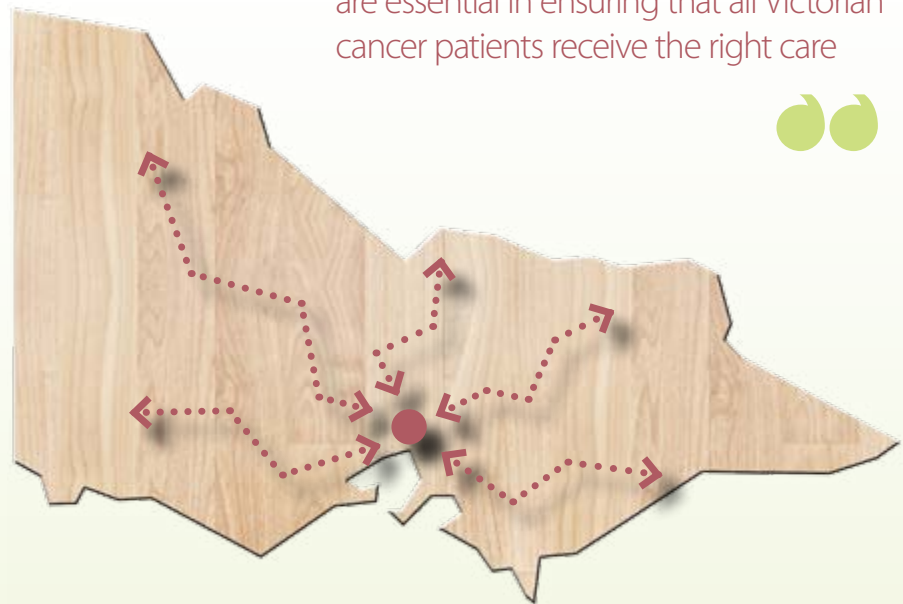 are essential in ensuring that all Victorian
cancer patients receive the right care